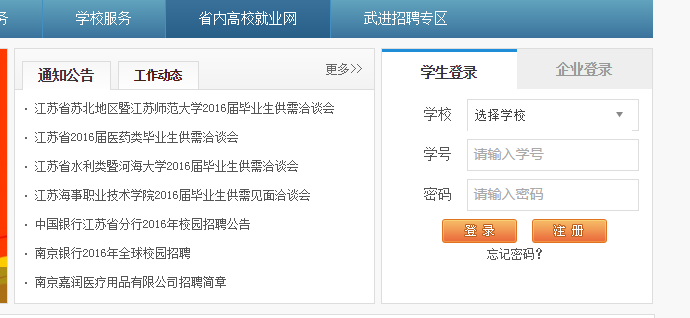 务 学校服务 省内高校就业网 武进招聘专区
通知公告 工作动态 更多>>
· 江苏省苏北地区暨江苏师范大学2016届毕业生供需洽谈会
· 江苏省2016届医药类毕业生供需洽谈会
· 江苏省水利类暨河海大学2016届毕业生供需洽谈会
· 江苏海事职业技术学院2016届毕业生供需见面洽谈会
· 中国银行江苏省分行2016年校园招聘公告
· 南京银行2016年全球校园招聘
· 南京嘉润医疗用品有限公司招聘简章
学生登录 企业登录
学校 选择学校
学号 请输入学号
密码 请输入密码
登 录 注 册
忘记密码？